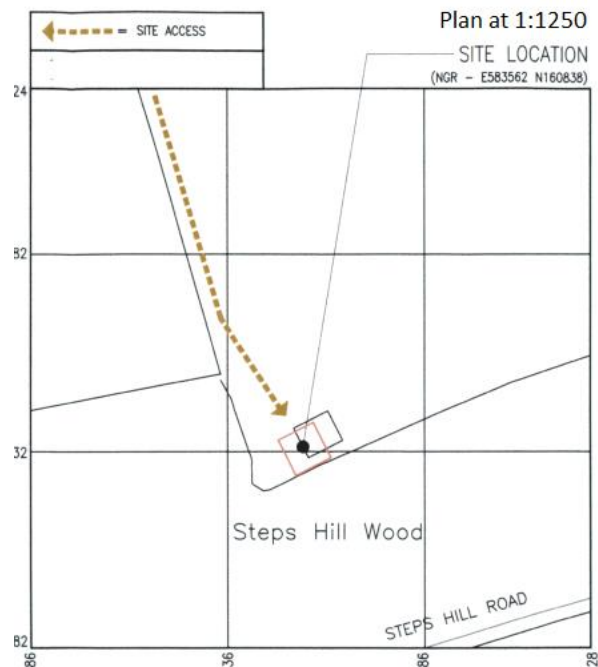 Plan at 1:1250
= SITE ACCESS
SITE LOCATION
(NGR - E583562 N160838)
24
82
32
Steps Hill Wood
STEPS HILL ROAD
82
86
36
86
28